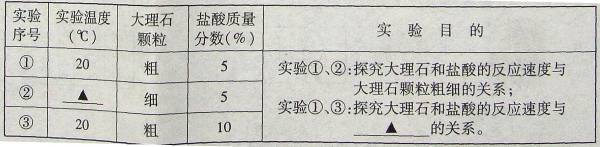 实验序号 实验温度(℃) 大理石颗粒 盐酸质量分数(%) 实 验 目 的
① 20 粗 5 实验①、②:探究大理石和盐酸的反应速度与大理石颗粒粗细的关系;
② ▲ 细 5
③ 20 粗 10 实验①、③:探究大理石和盐酸的反应速度与 ▲ 的关系。